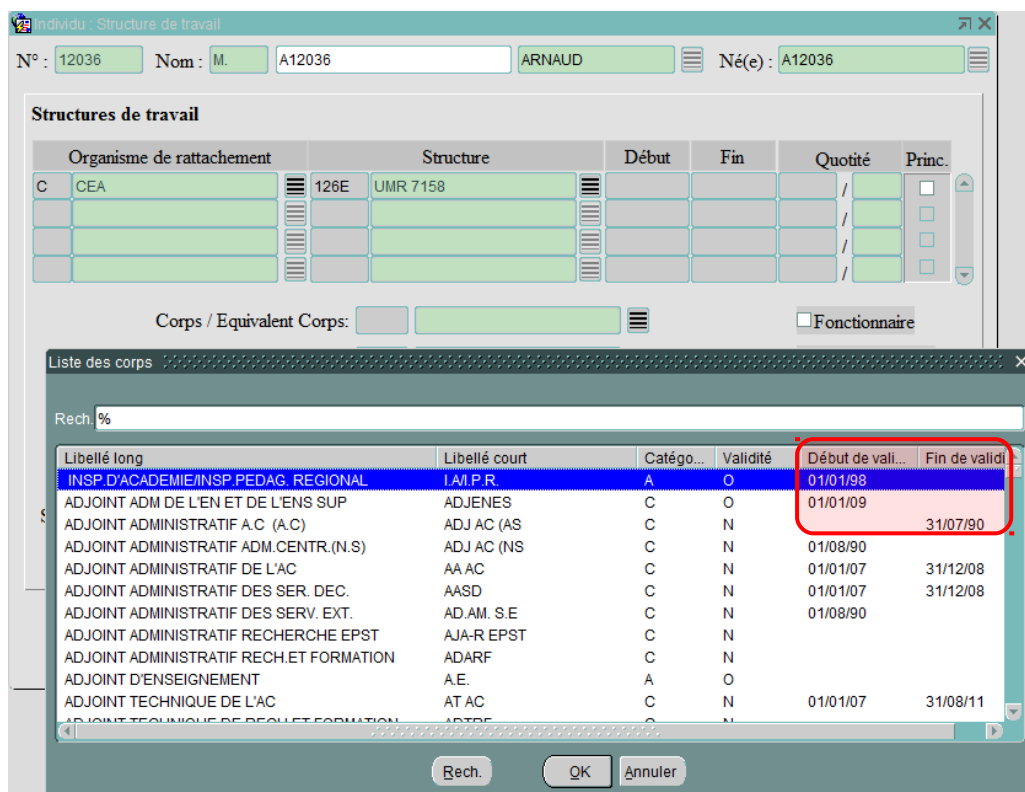 Individu : Structure de travail
N° : 12036 Nom : M. A12036 ARNAUD Né(e) : A12036
Structures de travail
Organisme de rattachement Structure Début Fin Quotité Princ.
C CEA 126E UMR 7158 /
/
/
/
Corps / Equivalent Corps: Fonctionnaire
Liste des corps
Rech. %
Libellé long Libellé court Catégo... Validité Début de vali... Fin de validi
INSP.D'ACADEMIE/INSP.PEDAG. REGIONAL I.A/I.P.R. A O 01/01/98
ADJOINT ADM DE L'EN ET DE L'ENS SUP ADJENES C O 01/01/09
ADJOINT ADMINISTRATIF A.C (A.C) ADJ AC (AS C N 31/07/90
ADJOINT ADMINISTRATIF ADM.CENTR.(N.S) ADJ AC (NS C N 01/08/90
ADJOINT ADMINISTRATIF DE L'AC AA AC C N 01/01/07 31/12/08
ADJOINT ADMINISTRATIF DES SER. DEC. AASD C N 01/01/07 31/12/08
ADJOINT ADMINISTRATIF DES SERV. EXT. AD.AM. S.E C N 01/08/90
ADJOINT ADMINISTRATIF RECHERCHE EPST AJA-R EPST C N
ADJOINT ADMINISTRATIF RECH.ET FORMATION ADARF C N
ADJOINT D'ENSEIGNEMENT A.E. A O
ADJOINT TECHNIQUE DE L'AC AT AC C N 01/01/07 31/08/11
ADJOINT TECHNIQUE DE RECH.ET FORMATION ADTRF C N
Rech. OK Annuler